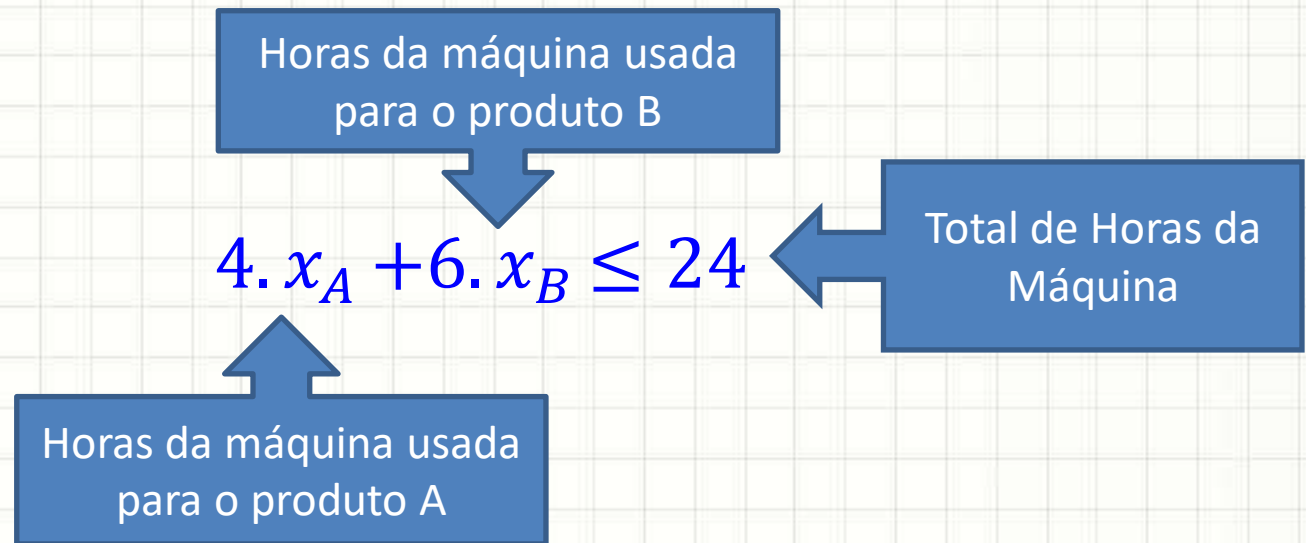 Horas da máquina usada
para o produto B
4. x_A +6. x_B ≤ 24
Total de Horas da
Máquina
Horas da máquina usada
para o produto A